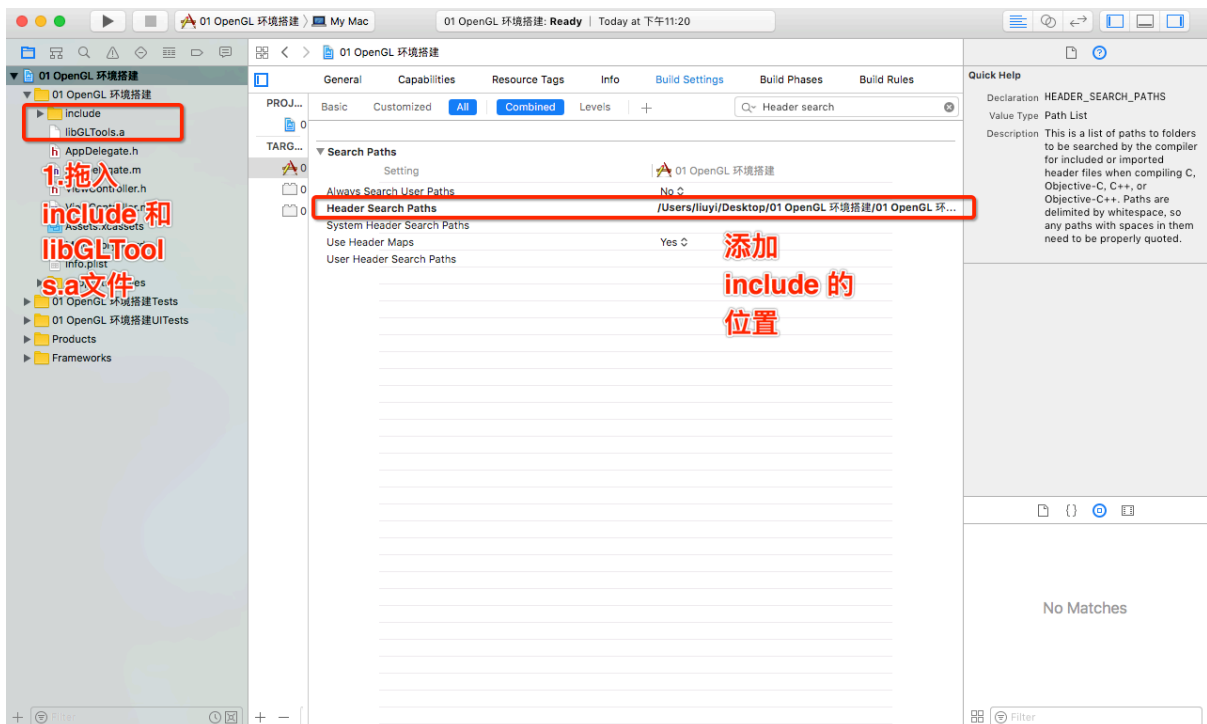 01 OpenGL 环境搭建 〉 My Mac
01 OpenGL 环境搭建: Ready | Today at 下午11:20
01 OpenGL 环境搭建
01 OpenGL 环境搭建
include
libGLTools.a
AppDelegate.h
ViewController.h
Assets.xcassets
Info.plist
01 OpenGL 环境搭建Tests
01 OpenGL 环境搭建UITests
Products
Frameworks
1.拖入
include 和
libGLTool
s.a文件
Filter
01 OpenGL 环境搭建
General Capabilities Resource Tags Info Build Settings Build Phases Build Rules
PROJ...
Basic Customized All Combined Levels + Header search
0
TARG...
0
0
0
Search Paths
Setting 01 OpenGL 环境搭建
Always Search User Paths No
Header Search Paths /Users/liuyi/Desktop/01 OpenGL 环境搭建/01 OpenGL 环...
System Header Search Paths
Use Header Maps Yes
User Header Search Paths
添加
include 的
位置
Quick Help
Declaration HEADER_SEARCH_PATHS
Value Type Path List
Description This is a list of paths to folders
to be searched by the compiler
for included or imported
header files when compiling C,
Objective-C, C++, or
Objective-C++. Paths are
delimited by whitespace, so
any paths with spaces in them
need to be properly quoted.
{}
No Matches
Filter